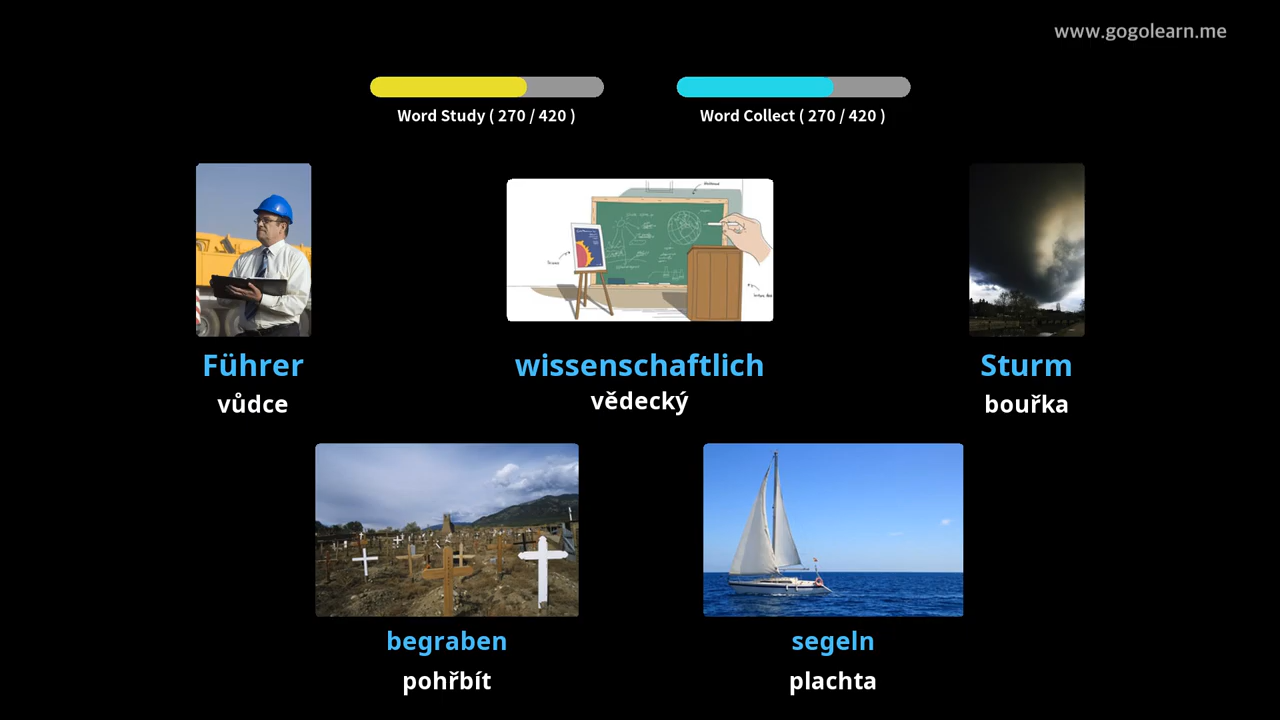 www.gogolearn.me
Word Study ( 270 / 420 )
Word Collect ( 270 / 420 )
Führer
wissenschaftlich
Sturm
vůdce
vědecký
bouřka
begraben
segeln
pohřbít
plachta